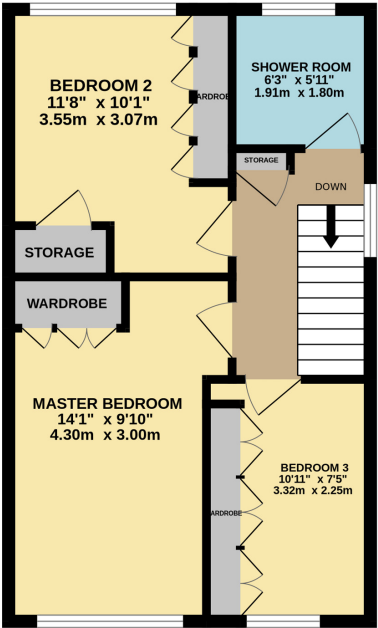 BEDROOM 2
11'8" x 10'1"
3.55m x 3.07m
ARDROBE
SHOWER ROOM
6'3" x 5'11"
1.91m x 1.80m
STORAGE
DOWN
STORAGE
WARDROBE
MASTER BEDROOM
14'1" x 9'10"
4.30m x 3.00m
BEDROOM 3
10'11" x 7'5"
3.32m x 2.25m
ARDROBE